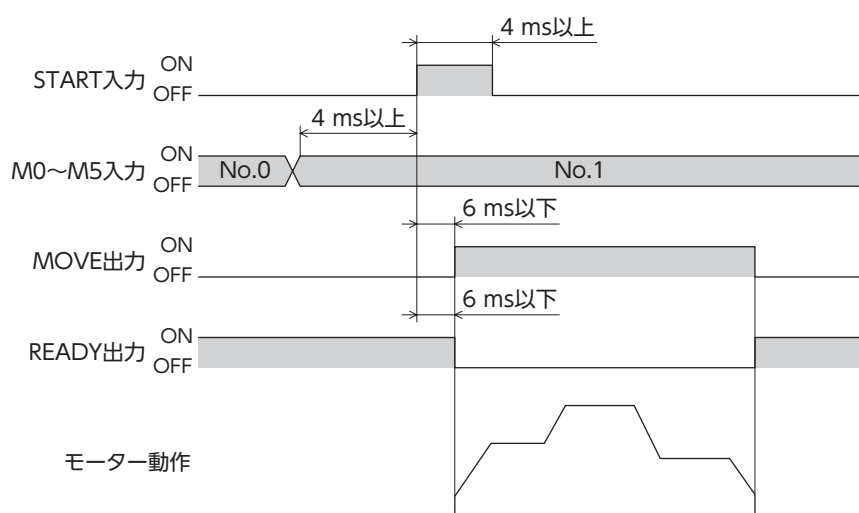 4 ms以上
START入力 ON
OFF
4 ms以上
M0～M5入力 ON
OFF
No.0
No.1
6 ms以下
MOVE出力 ON
OFF
6 ms以下
READY出力 ON
OFF
モーター動作